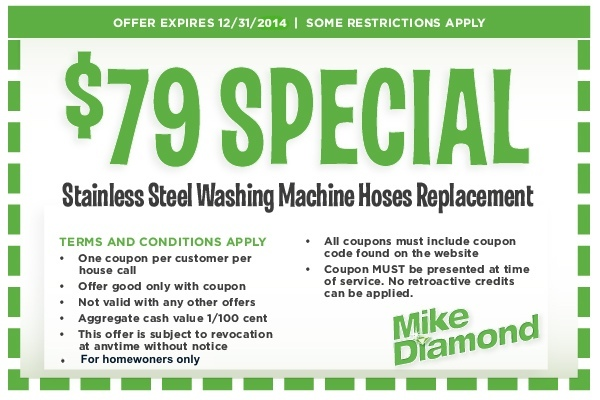 OFFER EXPIRES 12/31/2014 | SOME RESTRICTIONS APPLY
$79 SPECIAL
Stainless Steel Washing Machine Hoses Replacement
TERMS AND CONDITIONS APPLY
• One coupon per customer per
house call
• Offer good only with coupon
• Not valid with any other offers
• Aggregate cash value 1/100 cent
• This offer is subject to revocation
at anytime without notice
• For homewoners only
• All coupons must include coupon
code found on the website
• Coupon MUST be presented at time
of service. No retroactive credits
can be applied.
Mike
Diamond